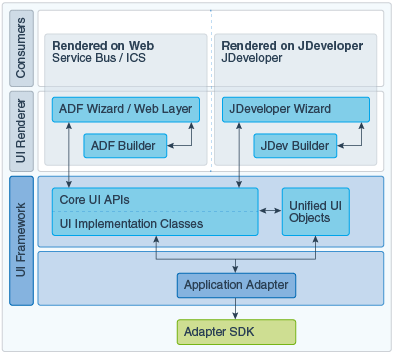 Consumers
Rendered on Web
Service Bus / ICS
Rendered on JDeveloper
JDeveloper
UI Renderer
ADF Wizard / Web Layer
ADF Builder
JDeveloper Wizard
JDev Builder
UI Framework
Core UI APIs
UI Implementation Classes
Unified UI
Objects
Application Adapter
Adapter SDK